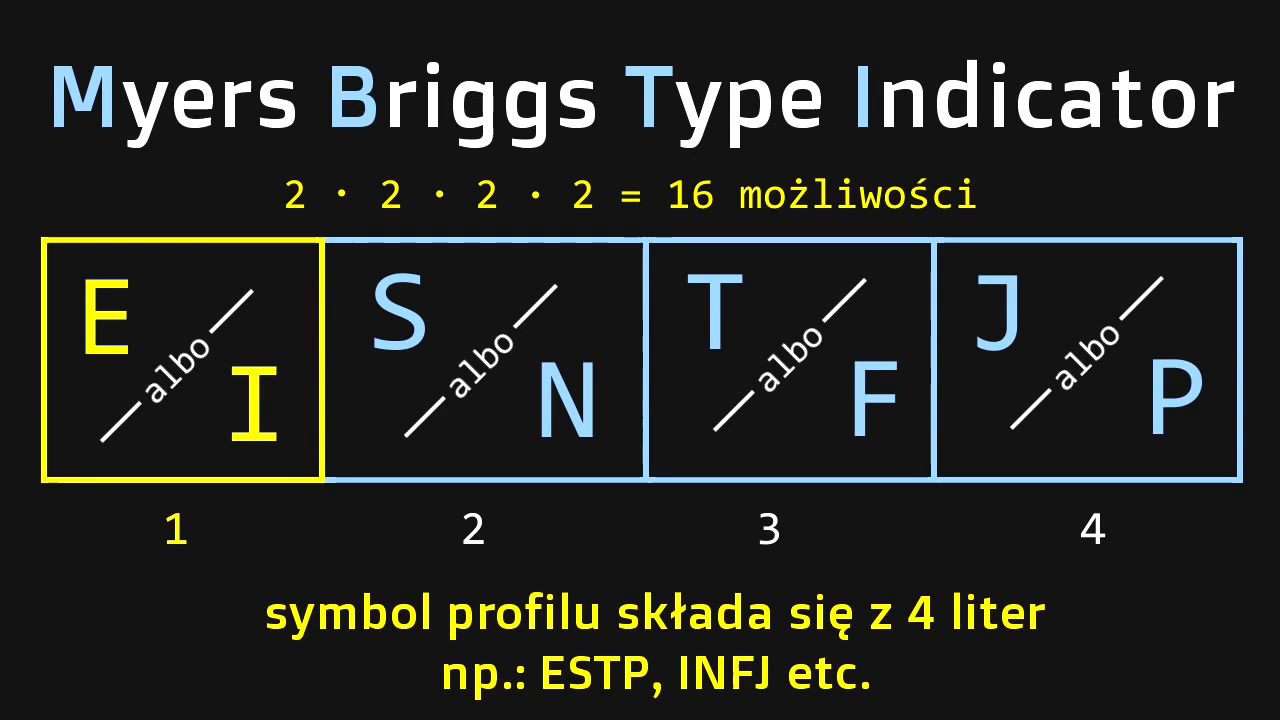 Myers Briggs Type Indicator
2 · 2 · 2 · 2 = 16 możliwości
E albo I
S albo N
T albo F
J albo P
1 2 3 4
symbol profilu składa się z 4 liter
np.: ESTP, INFJ etc.